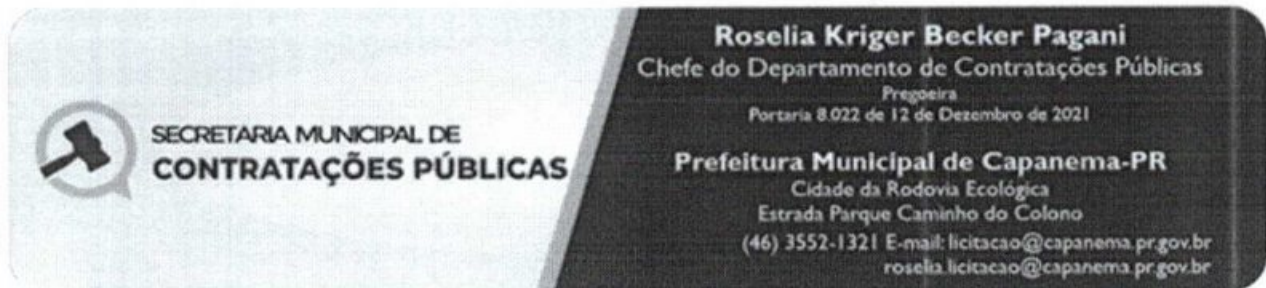 SECRETARIA MUNICIPAL DE
CONTRATAÇÕES PÚBLICAS
Roselia Kriger Becker Pagani
Chefe do Departamento de Contratações Públicas
Pregoeira
Portaria 8.022 de 12 de Dezembro de 2021
Prefeitura Municipal de Capanema-PR
Cidade da Rodovia Ecológica
Estrada Parque Caminho do Colono
(46) 3552-1321 E-mail: licitacao@capanema.pr.gov.br
roselia.licitacao@capanema.pr.gov.br